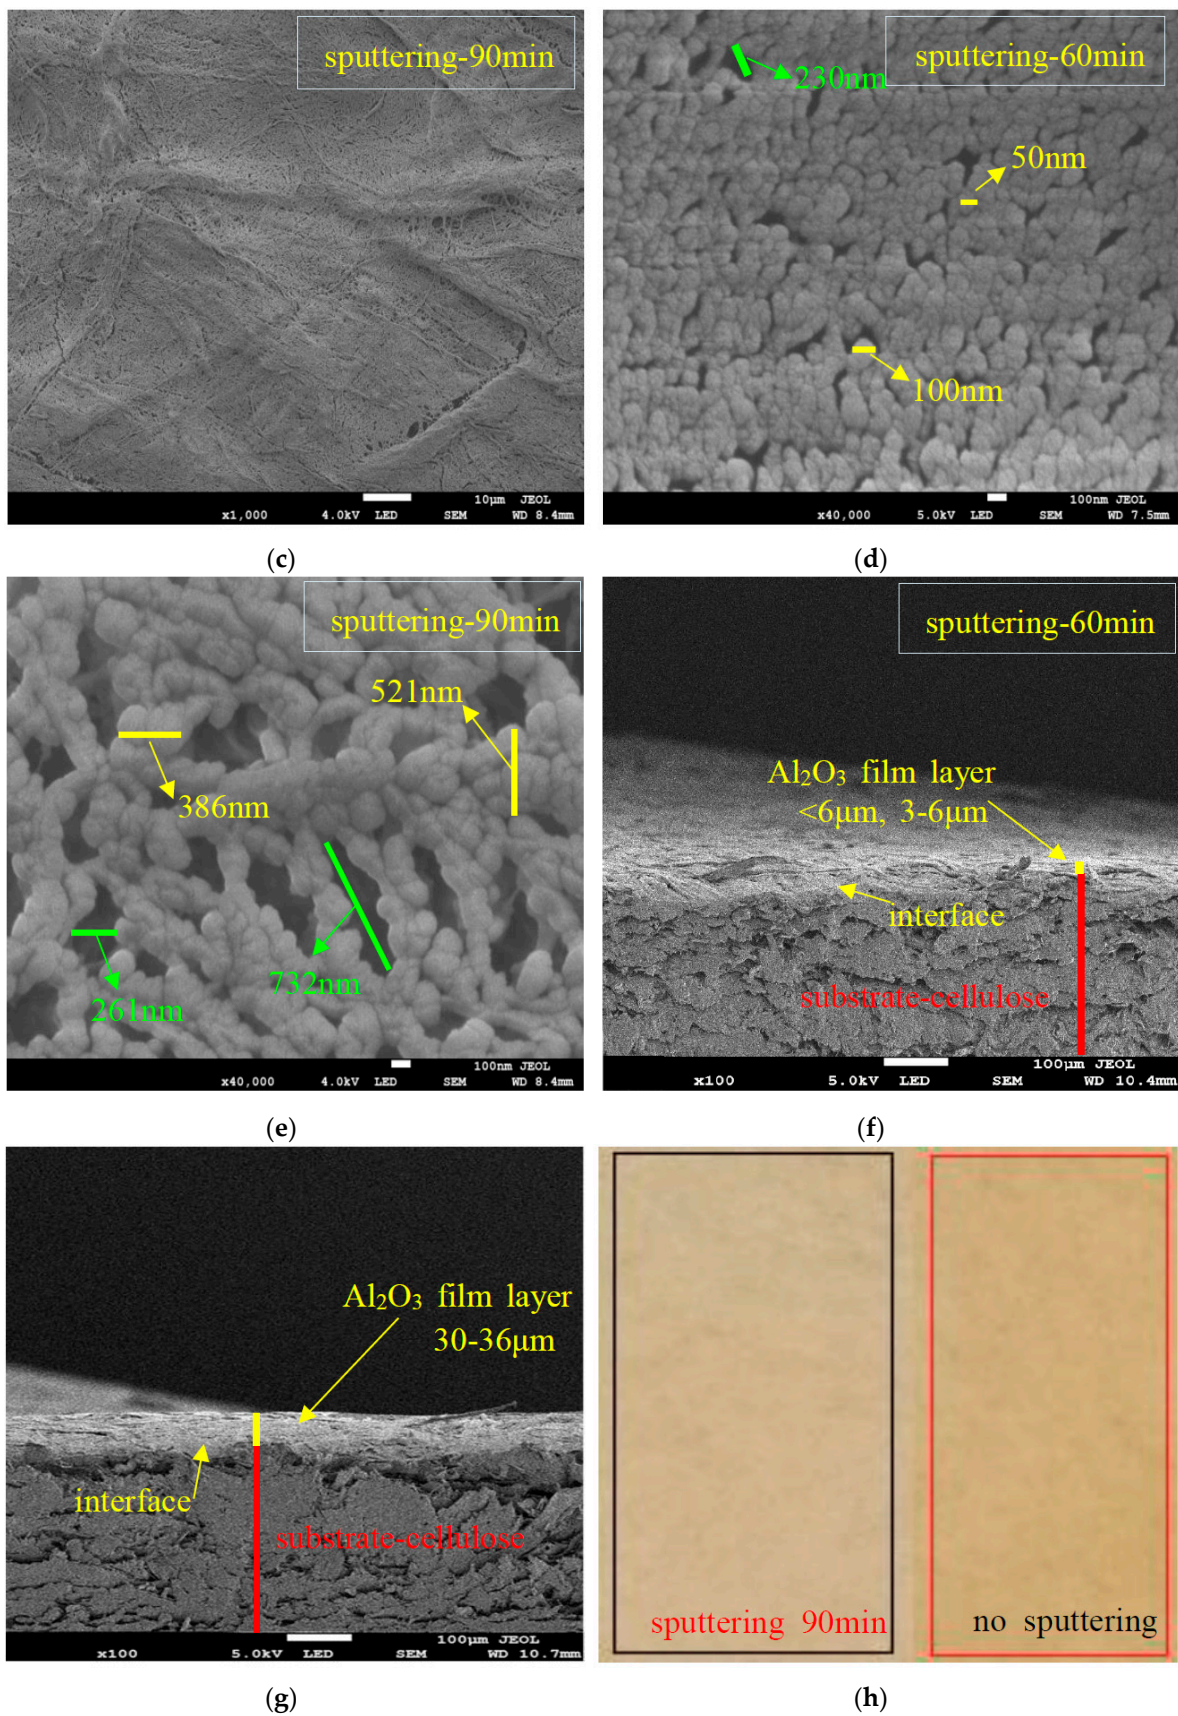 sputtering-90min
10µm JEOL
x1,000 4.0kV LED SEM WD 8.4mm
(c)
sputtering-60min
230nm
50nm
100nm
100nm JEOL
x40,000 5.0kV LED SEM WD 7.5mm
(d)
sputtering-90min
521nm
386nm
732nm
261nm
100nm JEOL
x40,000 4.0kV LED SEM WD 8.4mm
(e)
sputtering-60min
Al₂O₃ film layer
<6µm, 3-6µm
interface
substrate-cellulose
100µm JEOL
x100 5.0kV LED SEM WD 10.4mm
(f)
Al₂O₃ film layer
30-36µm
interface
substrate-cellulose
100µm JEOL
x100 5.0kV LED SEM WD 10.7mm
(g)
sputtering 90min
no sputtering
(h)